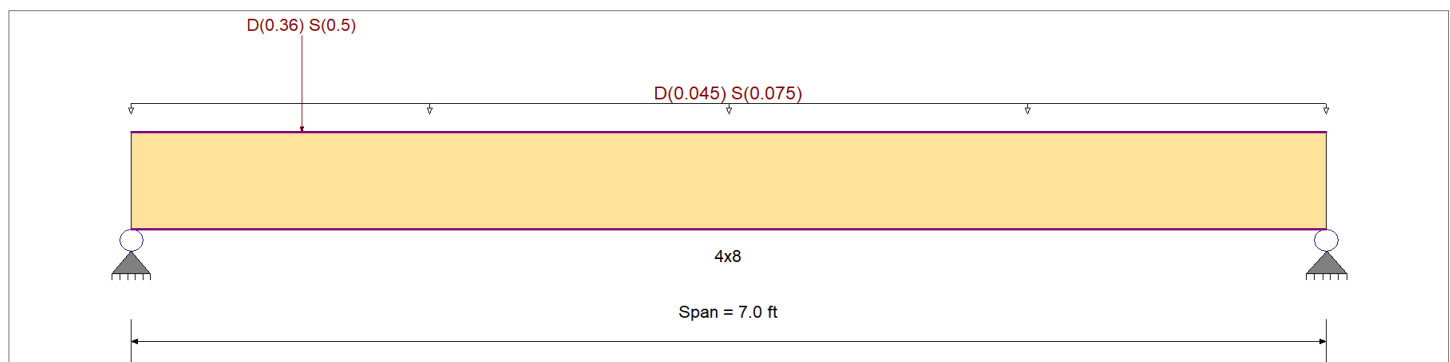 D(0.36) S(0.5)
D(0.045) S(0.075)
4x8
Span = 7.0 ft